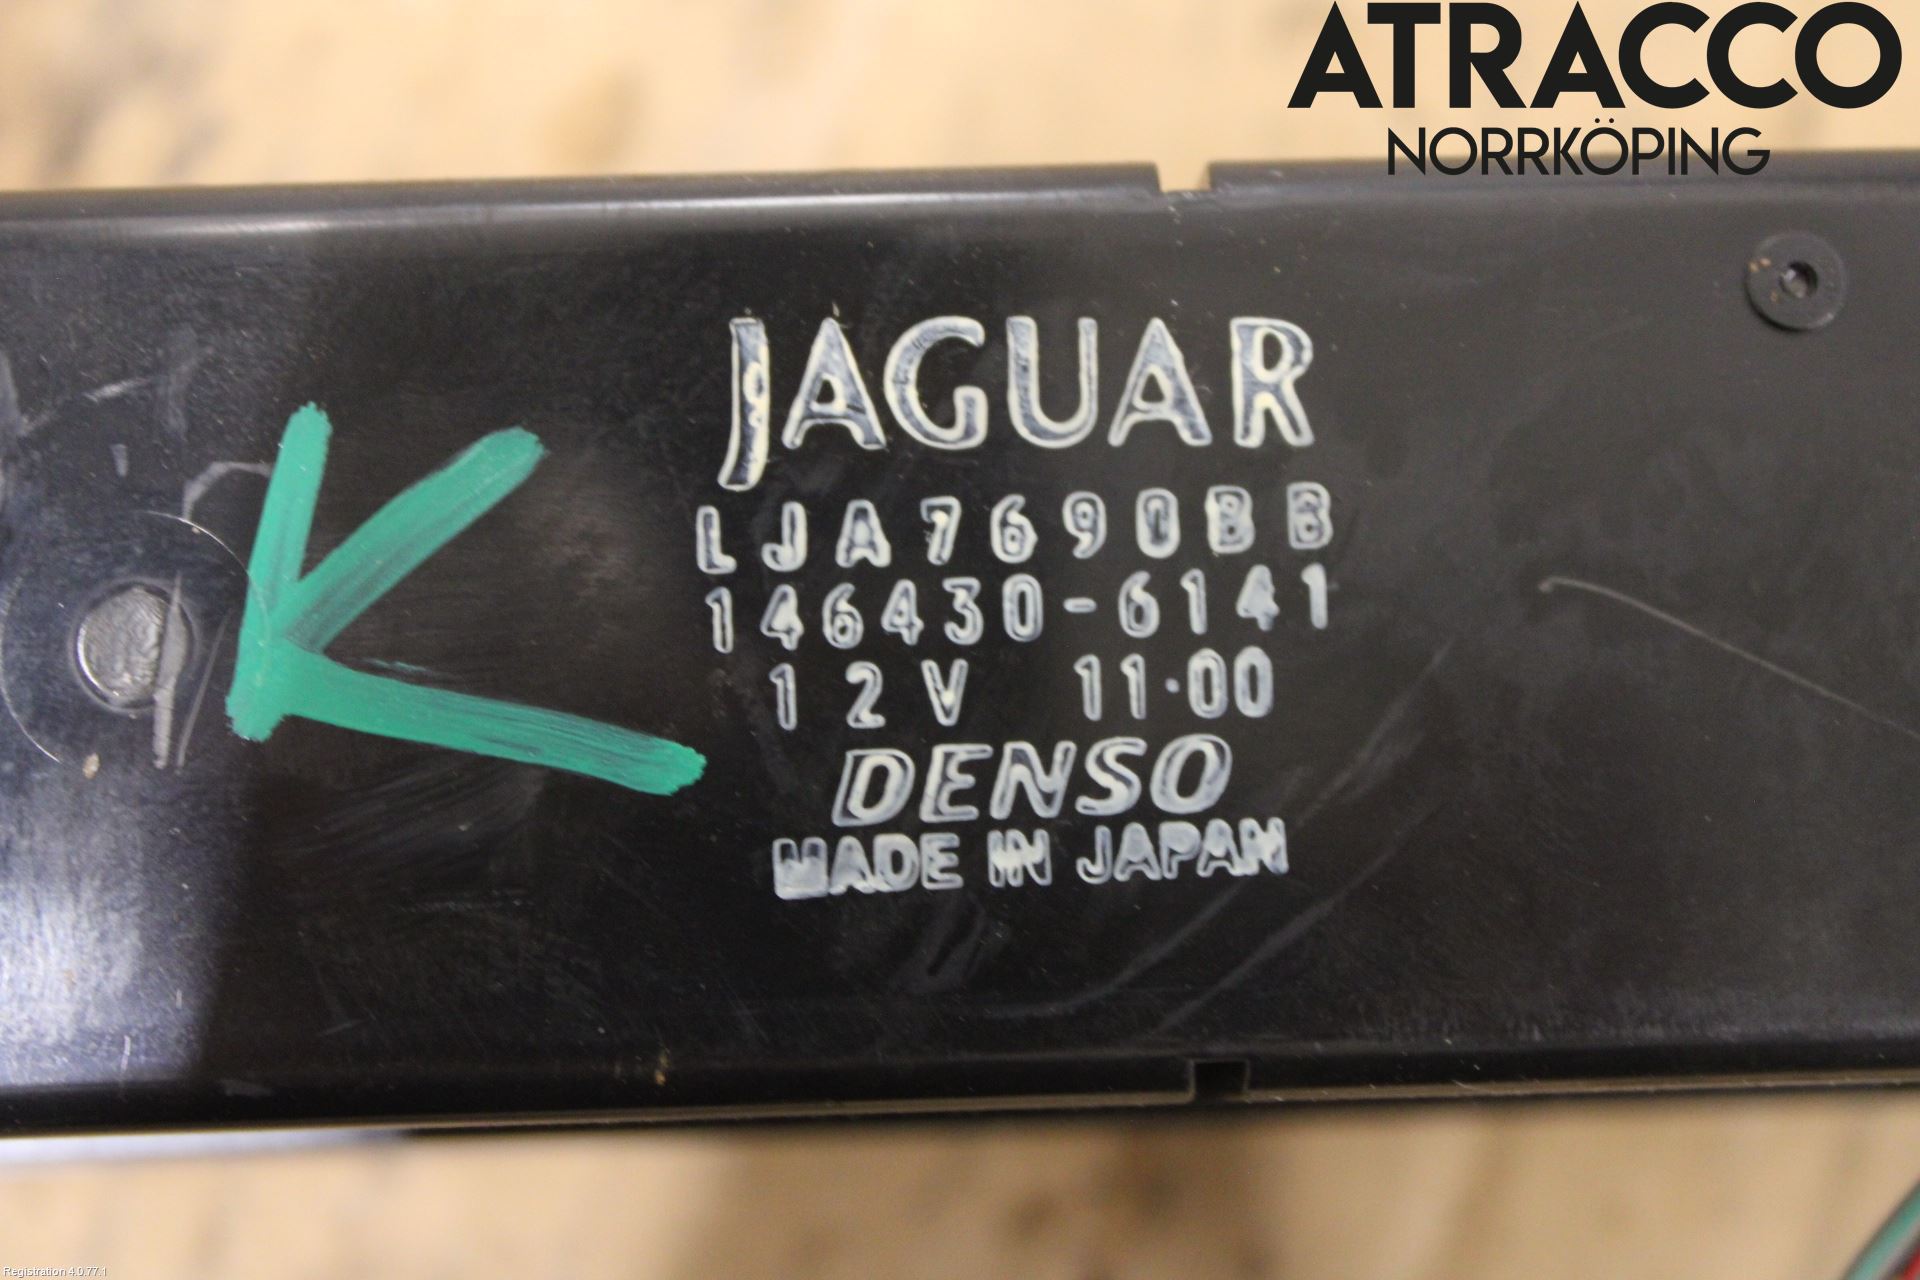 ATRACCO
NORRKÖPING
JAGUAR
LJA7690BB
146430-6141
12V 11·00
DENSO
MADE IN JAPAN
K
Registration 4.0.77.1